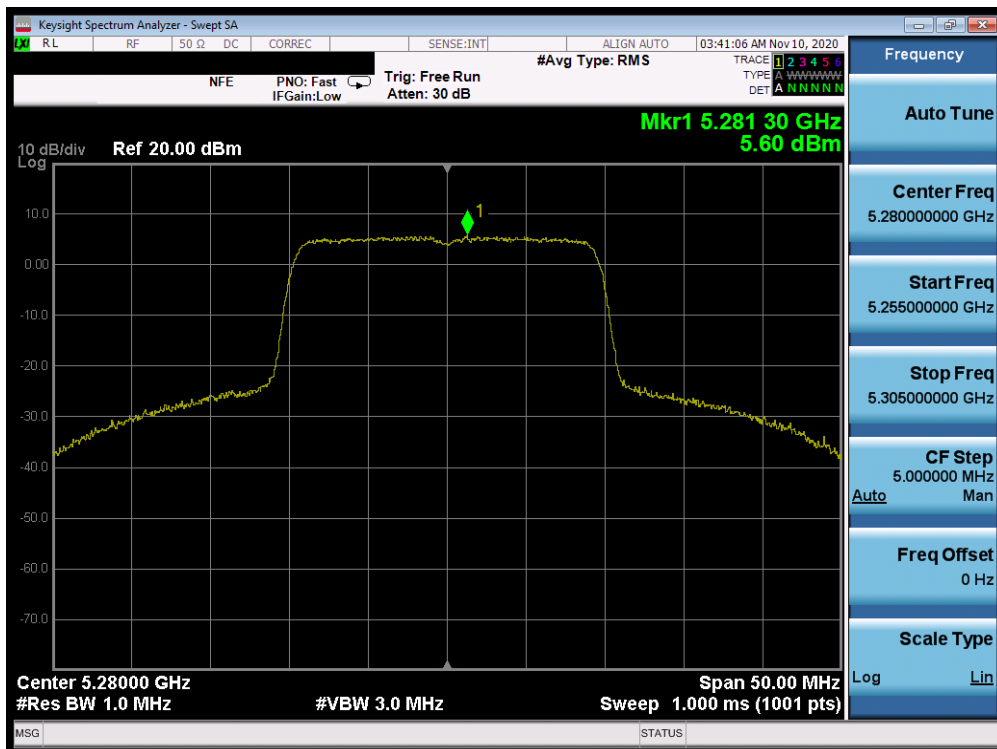 Keysight Spectrum Analyzer - Swept SA
LXI RL RF 50 Ω DC CORREC SENSE:INT ALIGN AUTO 03:41:06 AM Nov 10, 2020
NFE PNO: Fast Trig: Free Run #Avg Type: RMS TRACE 1 2 3 4 5 6
IFGain:Low Atten: 30 dB TYPE A WWWWW
DET A N N N N N
Mkr1 5.281 30 GHz
5.60 dBm
10 dB/div Ref 20.00 dBm
Log
1
10.0
0.00
-10.0
-20.0
-30.0
-40.0
-50.0
-60.0
-70.0
Center 5.28000 GHz Span 50.00 MHz
#Res BW 1.0 MHz #VBW 3.0 MHz Sweep 1.000 ms (1001 pts)
MSG STATUS
Frequency
Auto Tune
Center Freq
5.280000000 GHz
Start Freq
5.255000000 GHz
Stop Freq
5.305000000 GHz
CF Step
5.000000 MHz
Auto Man
Freq Offset
0 Hz
Scale Type
Log Lin